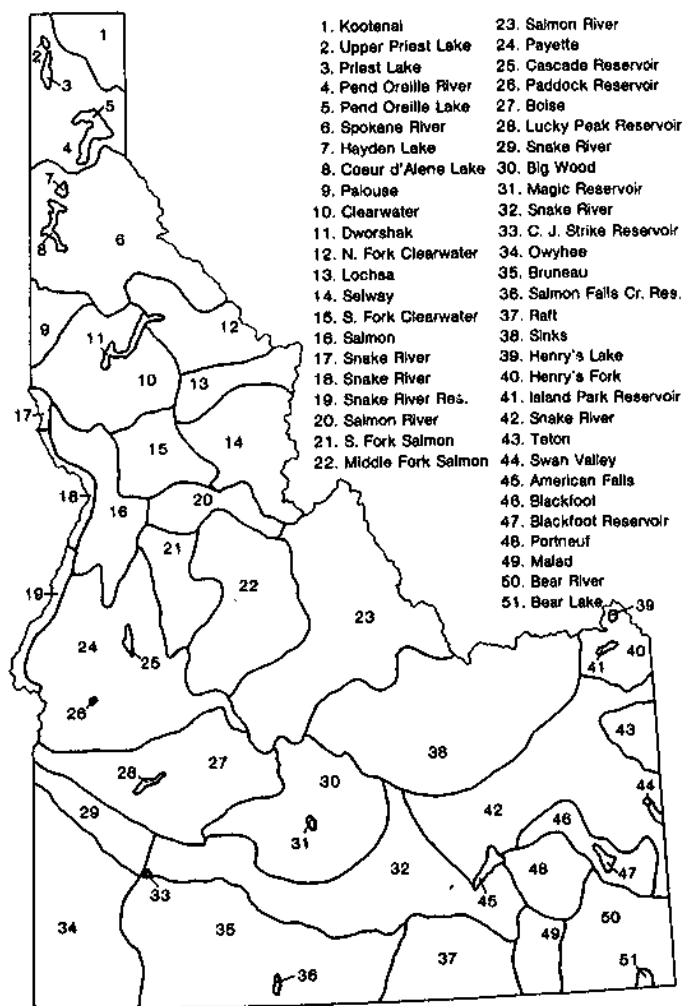 1. Kootenai
2. Upper Priest Lake
3. Priest Lake
4. Pend Oreille River
5. Pend Oreille Lake
6. Spokane River
7. Hayden Lake
8. Coeur d'Alene Lake
9. Palouse
10. Clearwater
11. Dworshak
12. N. Fork Clearwater
13. Lochsa
14. Selway
15. S. Fork Clearwater
16. Salmon
17. Snake River
18. Snake River
19. Snake River Res.
20. Salmon River
21. S. Fork Salmon
22. Middle Fork Salmon
23. Salmon River
24. Payette
25. Cascade Reservoir
26. Paddock Reservoir
27. Boise
28. Lucky Peak Reservoir
29. Snake River
30. Big Wood
31. Magic Reservoir
32. Snake River
33. C. J. Strike Reservoir
34. Owyhee
35. Bruneau
36. Salmon Falls Cr. Res.
37. Raft
38. Sinks
39. Henry's Lake
40. Henry's Fork
41. Island Park Reservoir
42. Snake River
43. Teton
44. Swan Valley
45. American Falls
46. Blackfoot
47. Blackfoot Reservoir
48. Portneuf
49. Malad
50. Bear River
51. Bear Lake
1
2
3
5
4
7
8
6
9
11
12
10
13
17
15
14
18
16
20
21
19
22
23
39
24
25
40
41
26
43
38
27
28
30
44
29
42
46
31
32
47
48
33
45
34
35
50
37
49
36
51